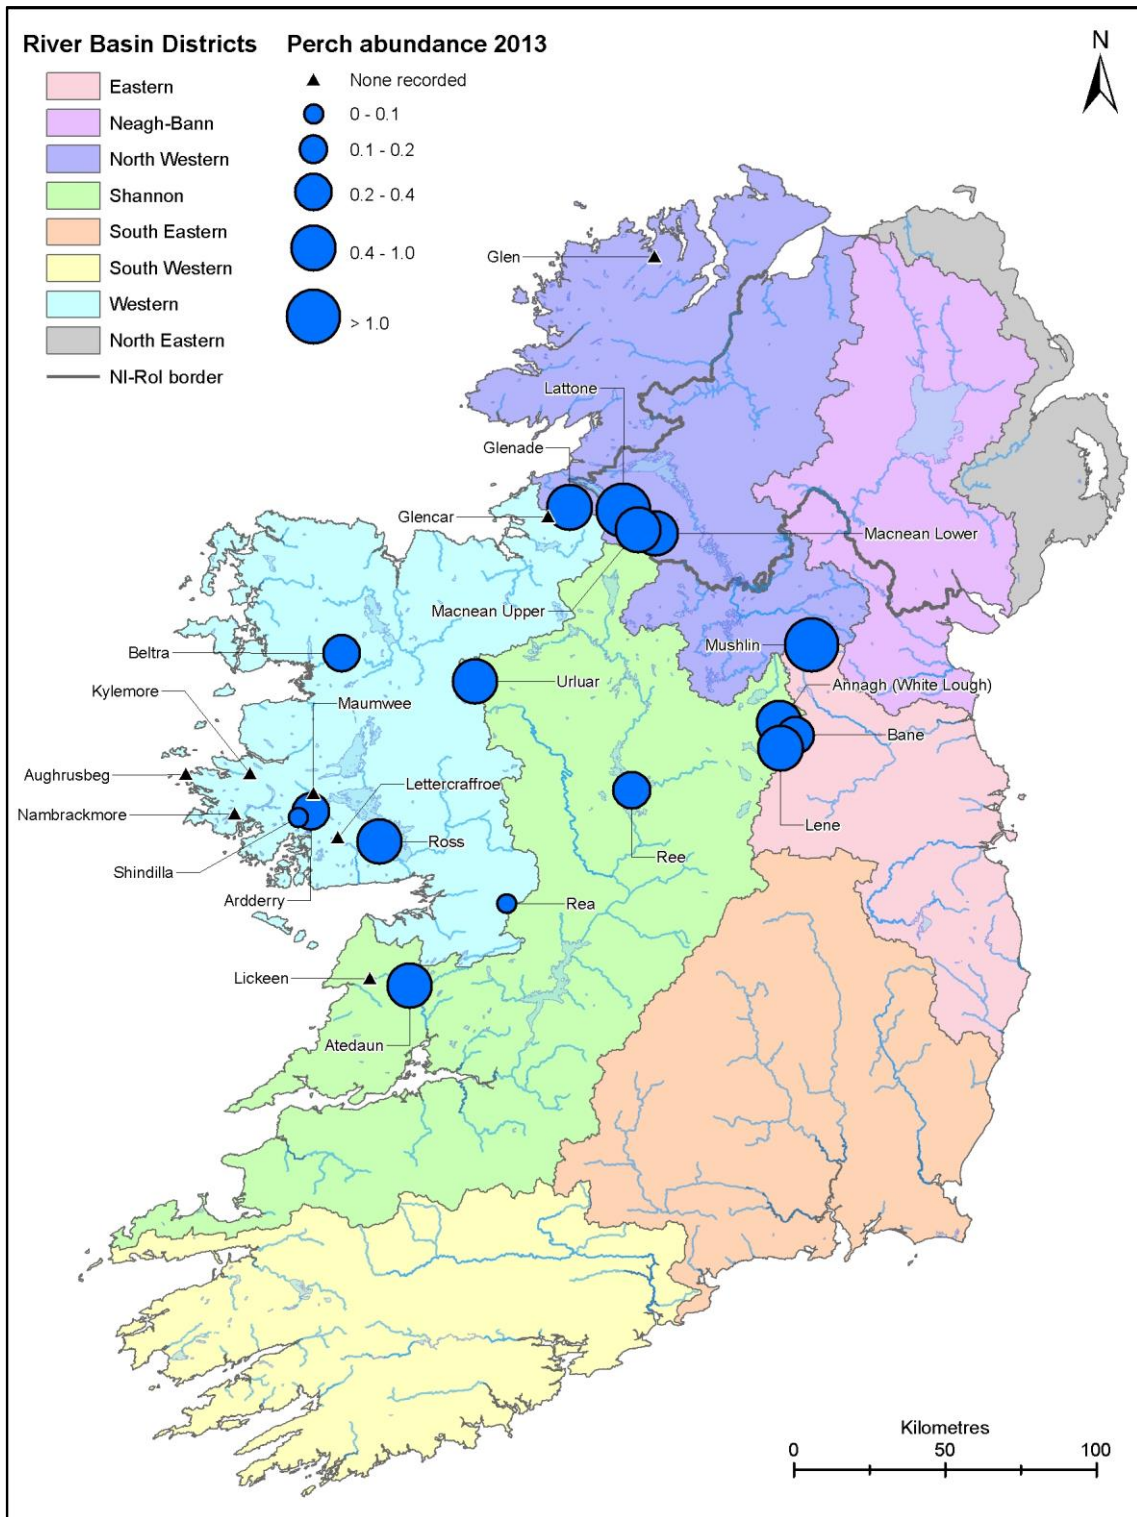 River Basin Districts
Eastern
Neagh-Bann
North Western
Shannon
South Eastern
South Western
Western
North Eastern
NI-RoI border
Perch abundance 2013
None recorded
0 - 0.1
0.1 - 0.2
0.2 - 0.4
0.4 - 1.0
> 1.0
N
Glen
Lattone
Glenade
Glencar
Macnean Lower
Macnean Upper
Mushlin
Beltra
Urluar
Annagh (White Lough)
Kylemore
Maumwee
Bane
Aughrusbeg
Lettercraffroe
Nambrackmore
Lene
Ross
Ree
Shindilla
Ardderry
Rea
Lickeen
Atedaun
Kilometres
0 50 100